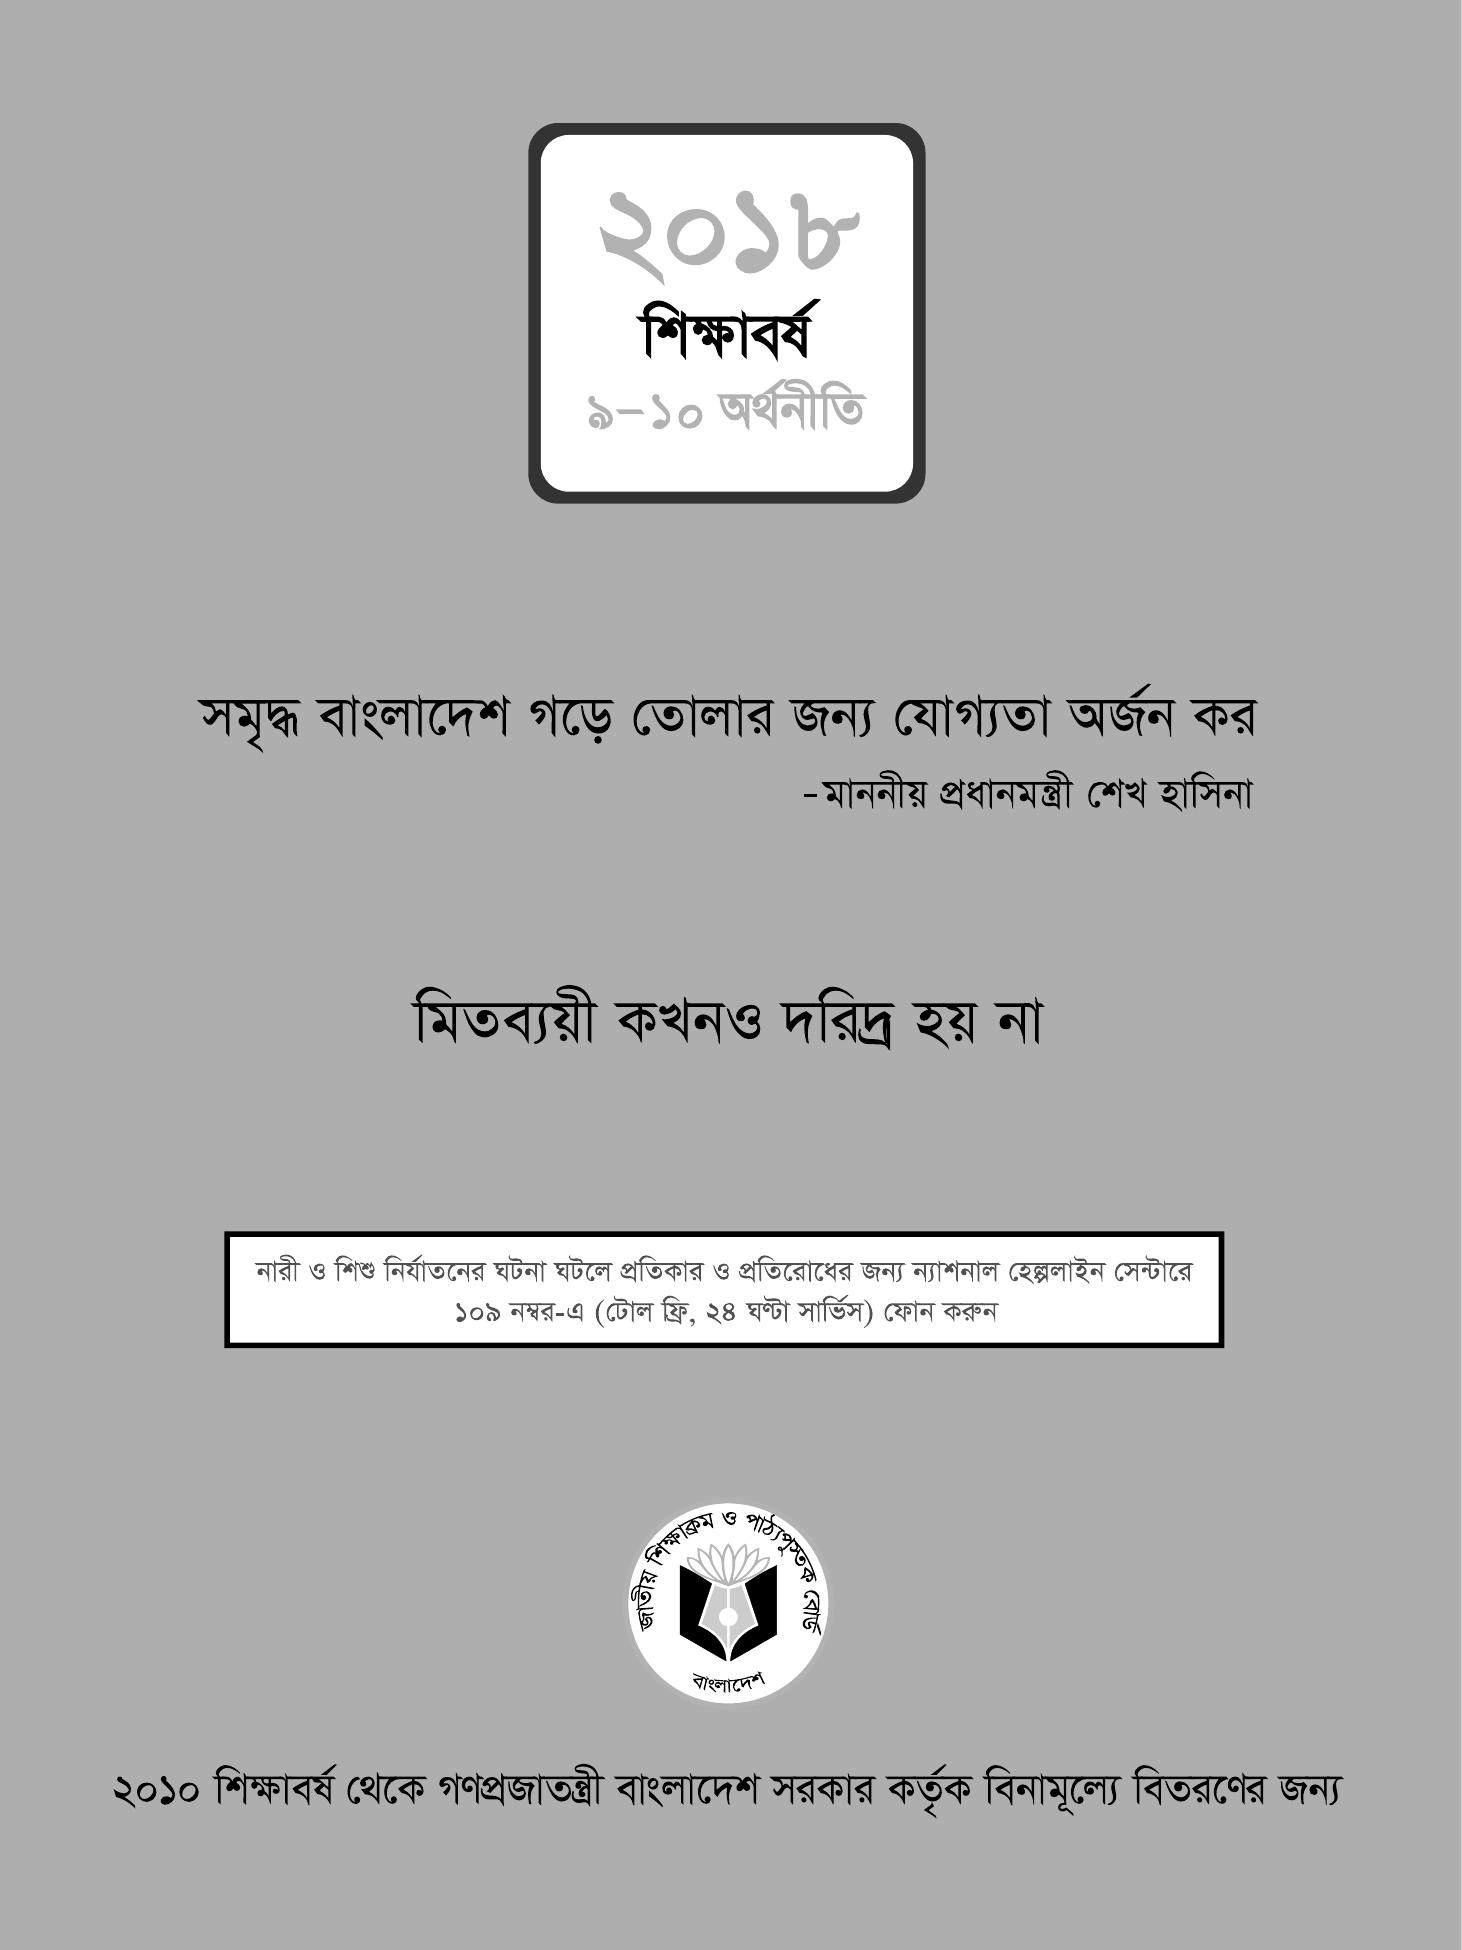 ২০১৮
শিক্ষাবর্ষ
৯–১০ অর্থনীতি
সমৃদ্ধ বাংলাদেশ গড়ে তোলার জন্য যোগ্যতা অর্জন কর
-মাননীয় প্রধানমন্ত্রী শেখ হাসিনা
মিতব্যয়ী কখনও দরিদ্র হয় না
নারী ও শিশু নির্যাতনের ঘটনা ঘটলে প্রতিকার ও প্রতিরোধের জন্য ন্যাশনাল হেল্পলাইন সেন্টারে
১০৯ নম্বর-এ (টোল ফ্রি, ২৪ ঘণ্টা সার্ভিস) ফোন করুন
জাতীয় শিক্ষাক্রম ও পাঠ্যপুস্তক বোর্ড
বাংলাদেশ
২০১০ শিক্ষাবর্ষ থেকে গণপ্রজাতন্ত্রী বাংলাদেশ সরকার কর্তৃক বিনামূল্যে বিতরণের জন্য